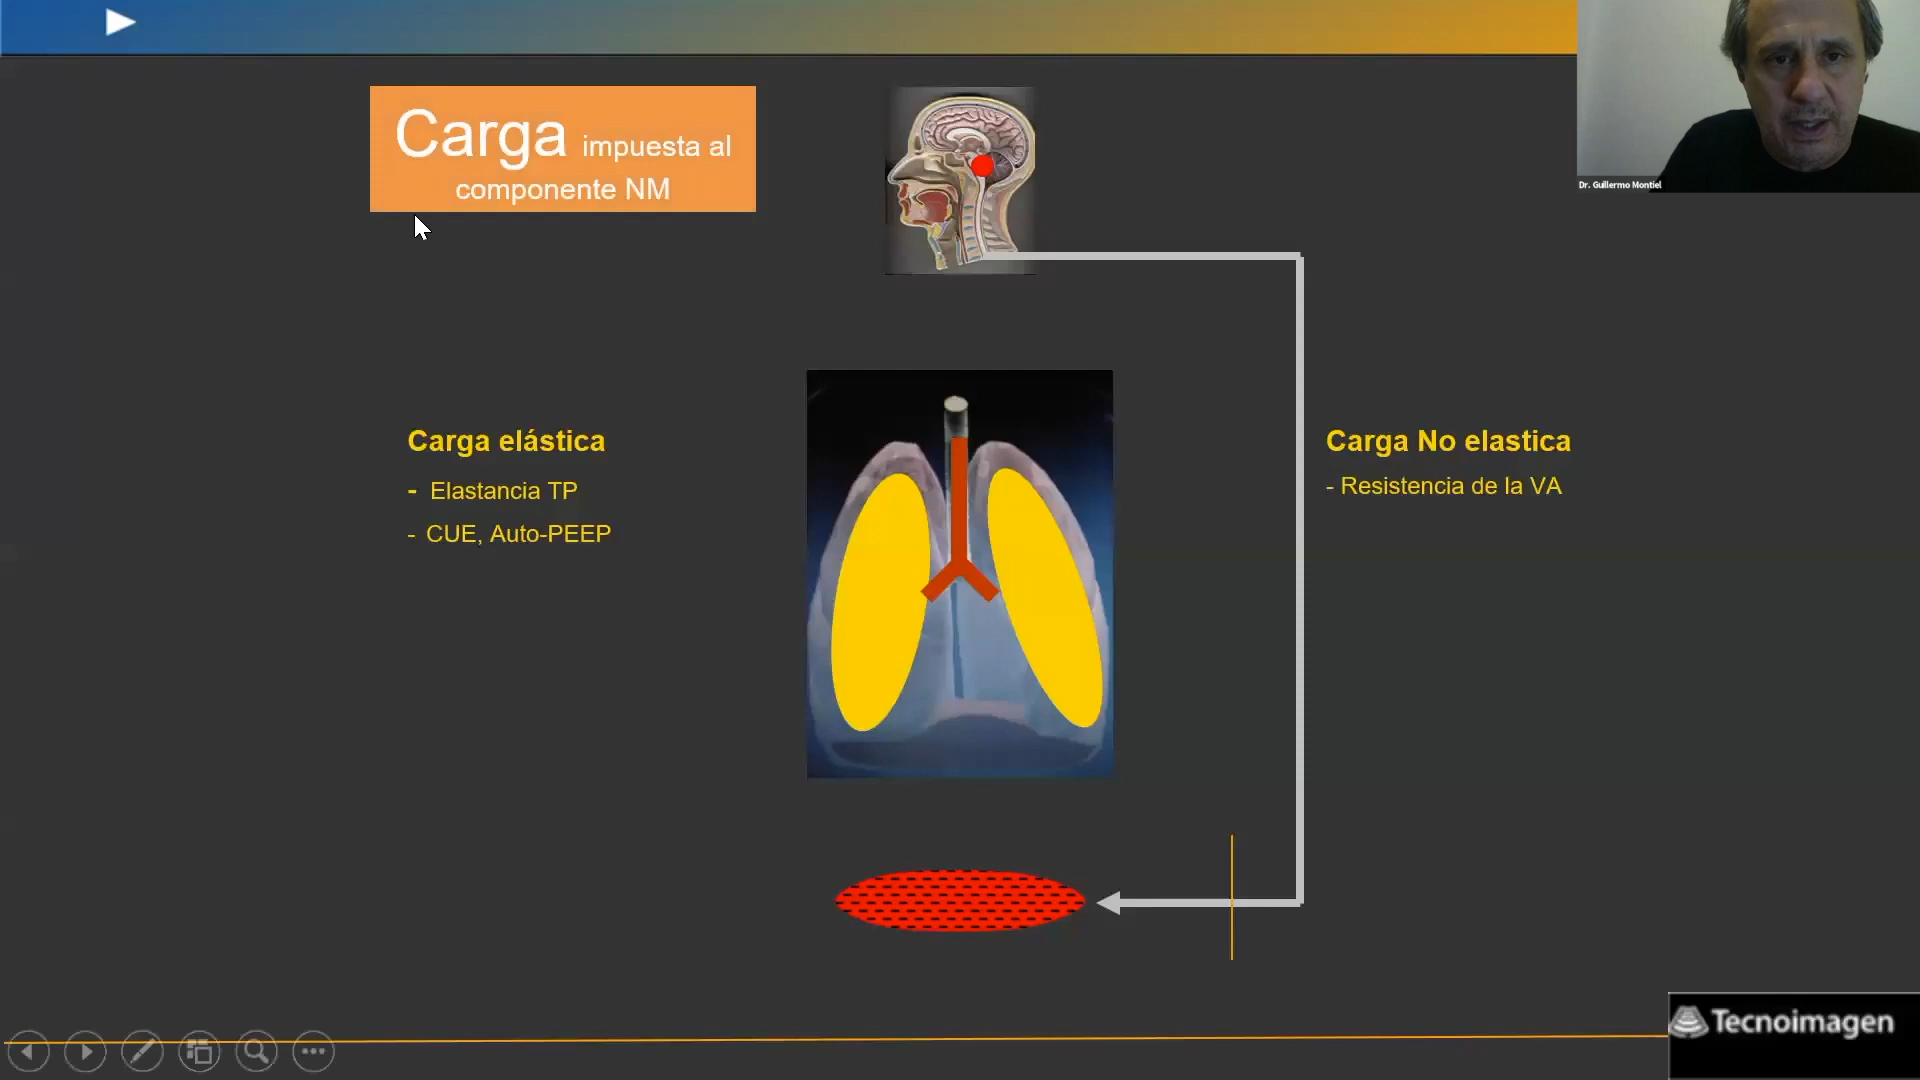 Carga impuesta al
componente NM
Dr. Guillermo Montiel
Carga elástica
- Elastancia TP
- CUE, Auto-PEEP
Carga No elastica
- Resistencia de la VA
Tecnoimagen